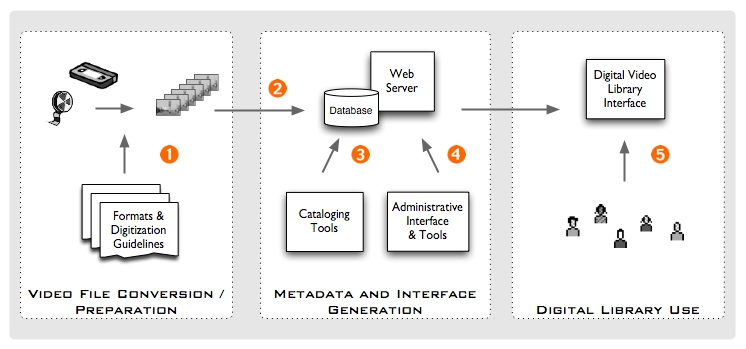 1
Formats &
Digitization
Guidelines
VIDEO FILE CONVERSION /
PREPARATION
2
Web
Server
Database
3
4
Cataloging
Tools
Administrative
Interface
& Tools
METADATA AND INTERFACE
GENERATION
Digital Video
Library
Interface
5
DIGITAL LIBRARY USE